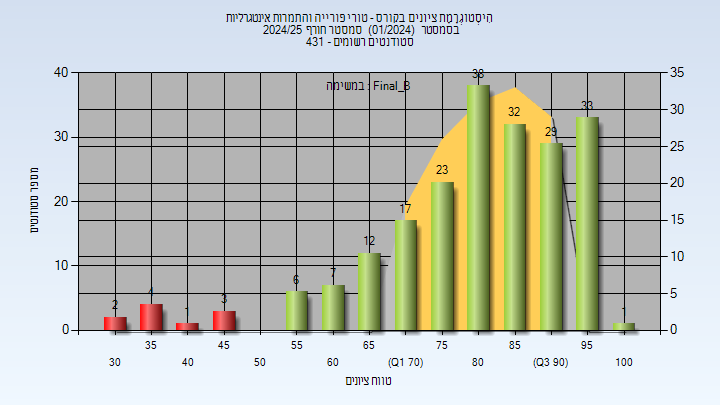 היסטוגרמת ציונים בקורס - טורי פורייה והתמרות אינטגרליות
בסמסטר (01/2024) סמסטר חורף 2024/25
סטודנטים רשומים - 431
במשימה : Final_B
מספר סטודנטים
40 30 20 10 0
35 30 25 20 15 10 5 0
2 4 1 3 6 7 12 17 23 38 32 29 33 1
35 45 55 65 75 85 95
30 40 50 60 (Q1 70) 80 (Q3 90) 100
טווח ציונים